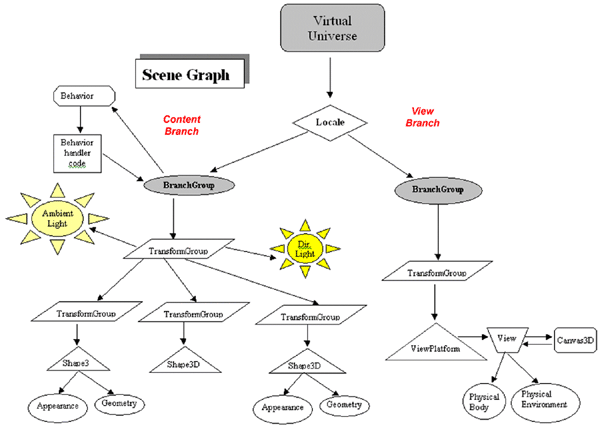 Virtual
Universe
Scene Graph
Behavior
Content
Branch
View
Branch
Locale
Behavior
handler
code
BranchGroup
BranchGroup
Ambient
Light
Dir.
Light
TransformGroup
TransformGroup
TransformGroup
TransformGroup
TransformGroup
ViewPlatform
View
Canvas3D
Shape3
Shape3D
Shape3D
Appearance
Geometry
Appearance
Geometry
Physical
Body
Physical
Environment